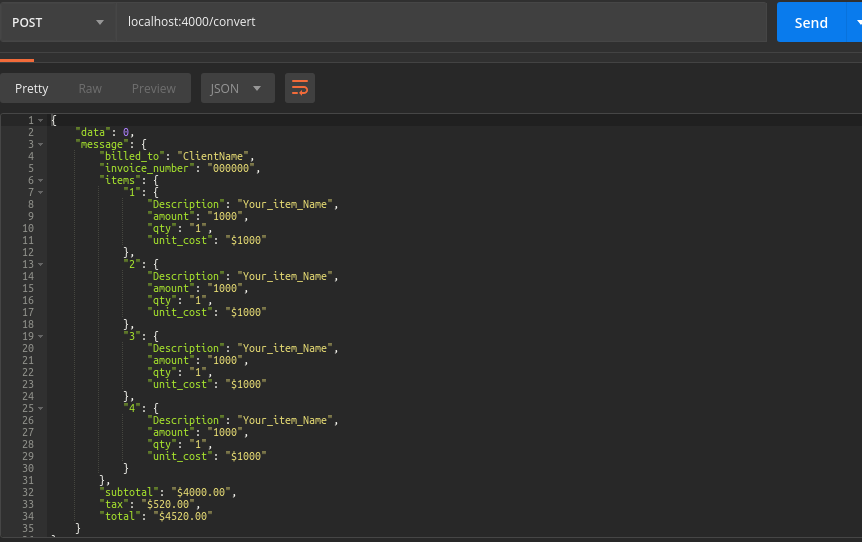 POST localhost:4000/convert Send
Pretty Raw Preview JSON
1 {
2 "data": 0,
3 "message": {
4 "billed_to": "ClientName",
5 "invoice_number": "000000",
6 "items": {
7 "1": {
8 "Description": "Your_item_Name",
9 "amount": "1000",
10 "qty": "1",
11 "unit_cost": "$1000"
12 },
13 "2": {
14 "Description": "Your_item_Name",
15 "amount": "1000",
16 "qty": "1",
17 "unit_cost": "$1000"
18 },
19 "3": {
20 "Description": "Your_item_Name",
21 "amount": "1000",
22 "qty": "1",
23 "unit_cost": "$1000"
24 },
25 "4": {
26 "Description": "Your_item_Name",
27 "amount": "1000",
28 "qty": "1",
29 "unit_cost": "$1000"
30 }
31 },
32 "subtotal": "$4000.00",
33 "tax": "$520.00",
34 "total": "$4520.00"
35 }